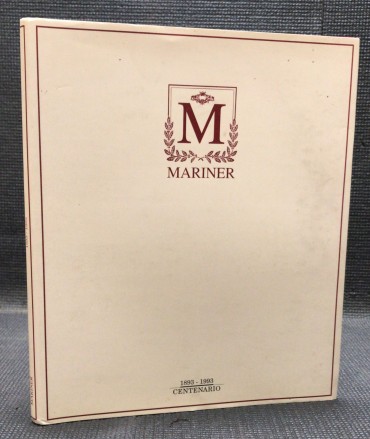 M
MARINER
1893 - 1993
CENTENARIO